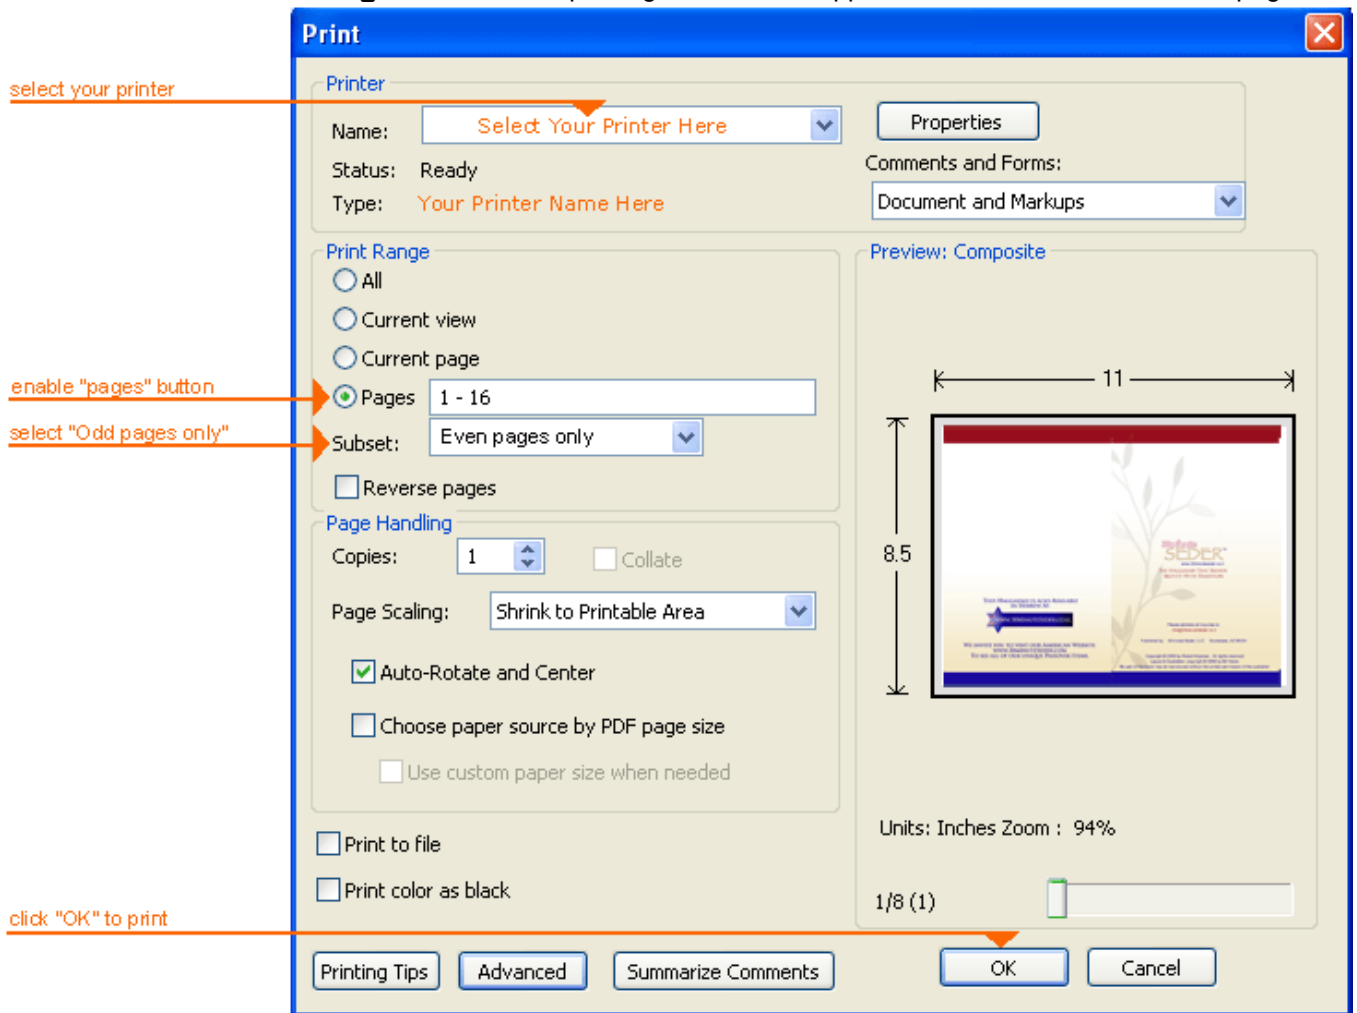 Print
select your printer
Printer
Name:
Select Your Printer Here
Properties
Status: Ready
Comments and Forms:
Type: Your Printer Name Here
Document and Markups
Print Range
Preview: Composite
All
Current view
Current page
enable "pages" button
Pages 1 - 16
select "Odd pages only"
Subset: Even pages only
Reverse pages
11
8.5
SEDER
Page Handling
Copies: 1
Collate
Page Scaling: Shrink to Printable Area
Auto-Rotate and Center
Choose paper source by PDF page size
Use custom paper size when needed
Units: Inches Zoom : 94%
Print to file
Print color as black
1/8 (1)
click "OK" to print
Printing Tips
Advanced
Summarize Comments
OK
Cancel